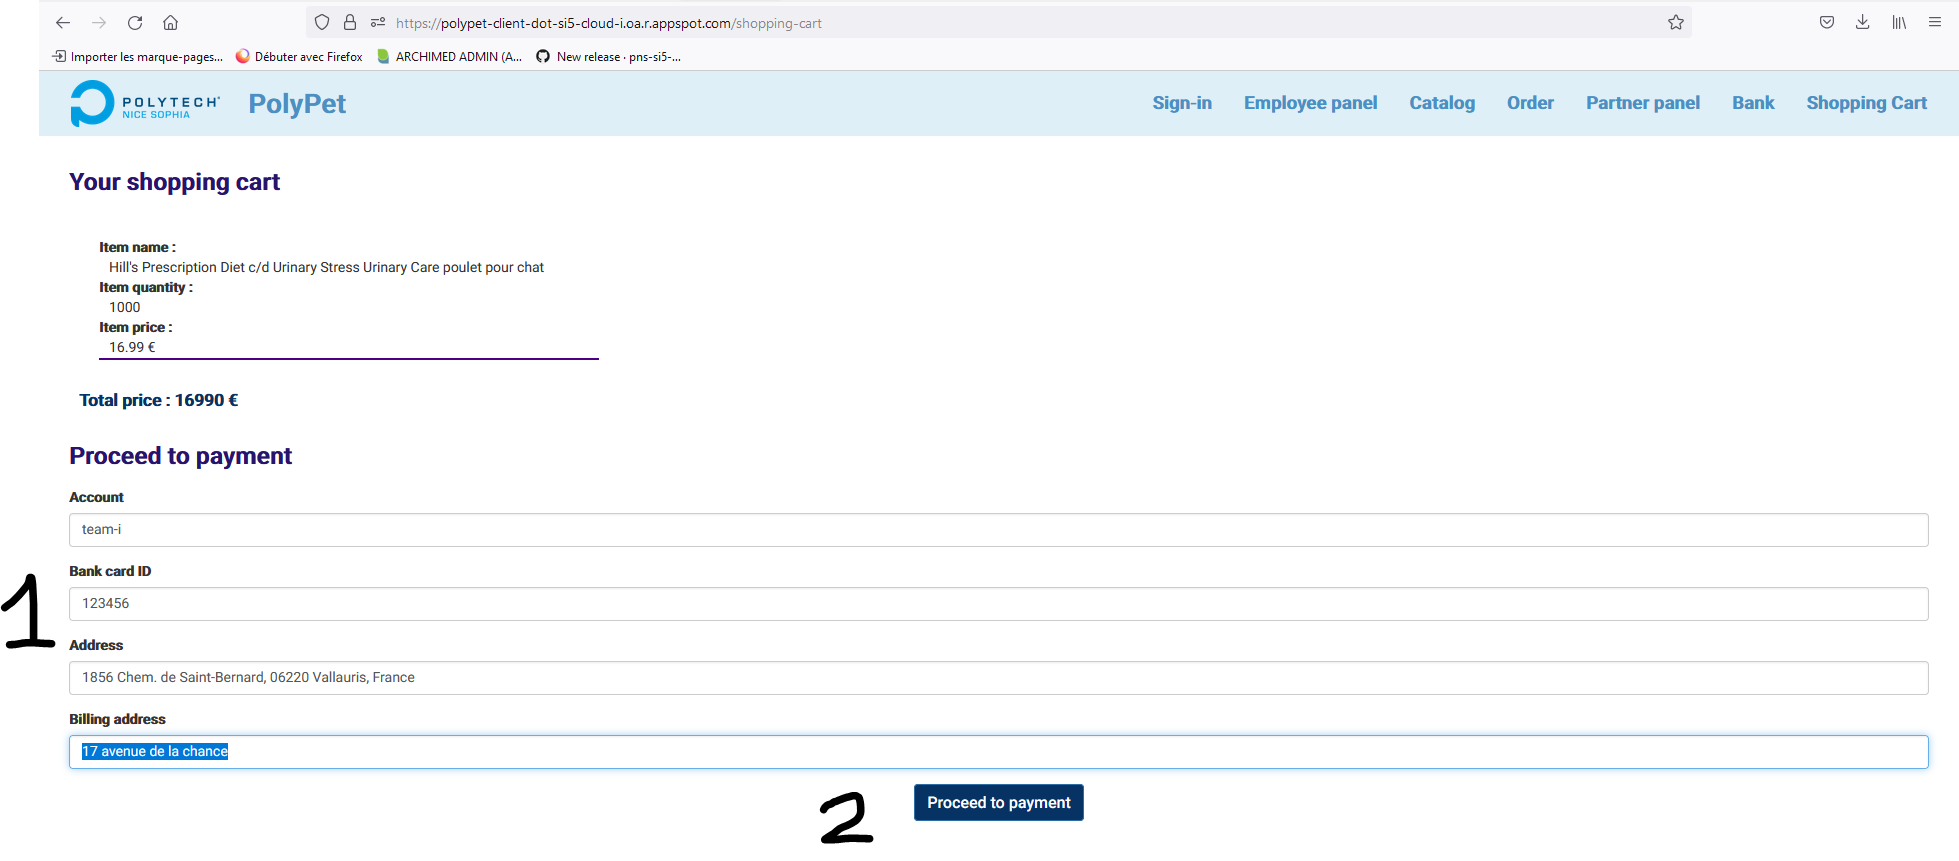 https://polypet-client-dot-si5-cloud-i.oa.r.appspot.com/shopping-cart
Importer les marque-pages... Débuter avec Firefox ARCHIMED ADMIN (A... New release · pns-si5-...
POLYTECH NICE SOPHIA PolyPet Sign-in Employee panel Catalog Order Partner panel Bank Shopping Cart
Your shopping cart
Item name :
Hill's Prescription Diet c/d Urinary Stress Urinary Care poulet pour chat
Item quantity :
1000
Item price :
16.99 €
Total price : 16990 €
Proceed to payment
Account
team-i
Bank card ID
123456
1
Address
1856 Chem. de Saint-Bernard, 06220 Vallauris, France
Billing address
17 avenue de la chance
2 Proceed to payment